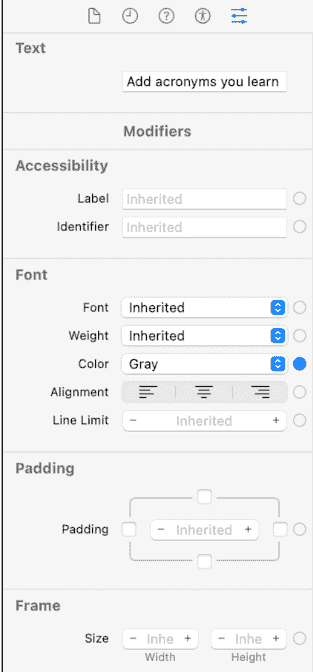 Text
Add acronyms you learn
Modifiers
Accessibility
Label Inherited
Identifier Inherited
Font
Font Inherited
Weight Inherited
Color Gray
Alignment
Line Limit − Inherited +
Padding
Padding − Inherited +
Frame
Size − Inhe + − Inhe +
Width Height